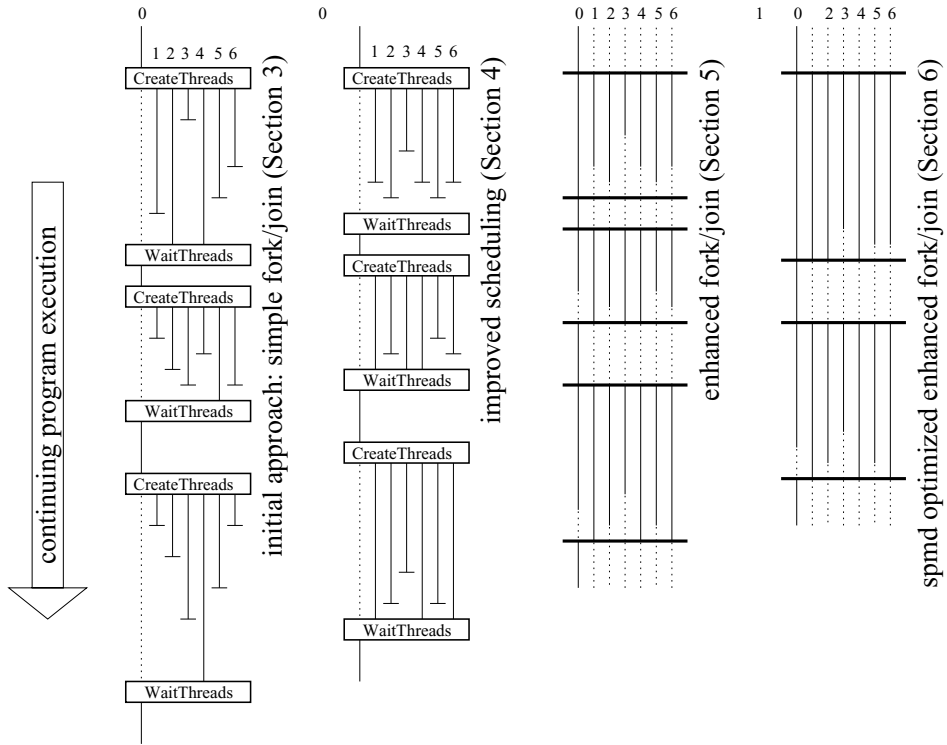 0
0
0 1 2 3 4 5 6
1
0 2 3 4 5 6
1 2 3 4 5 6
1 2 3 4 5 6
CreateThreads
WaitThreads
CreateThreads
WaitThreads
CreateThreads
WaitThreads
CreateThreads
WaitThreads
CreateThreads
WaitThreads
CreateThreads
WaitThreads
continuing program execution
initial approach: simple fork/join (Section 3)
improved scheduling (Section 4)
enhanced fork/join (Section 5)
spmd optimized enhanced fork/join (Section 6)